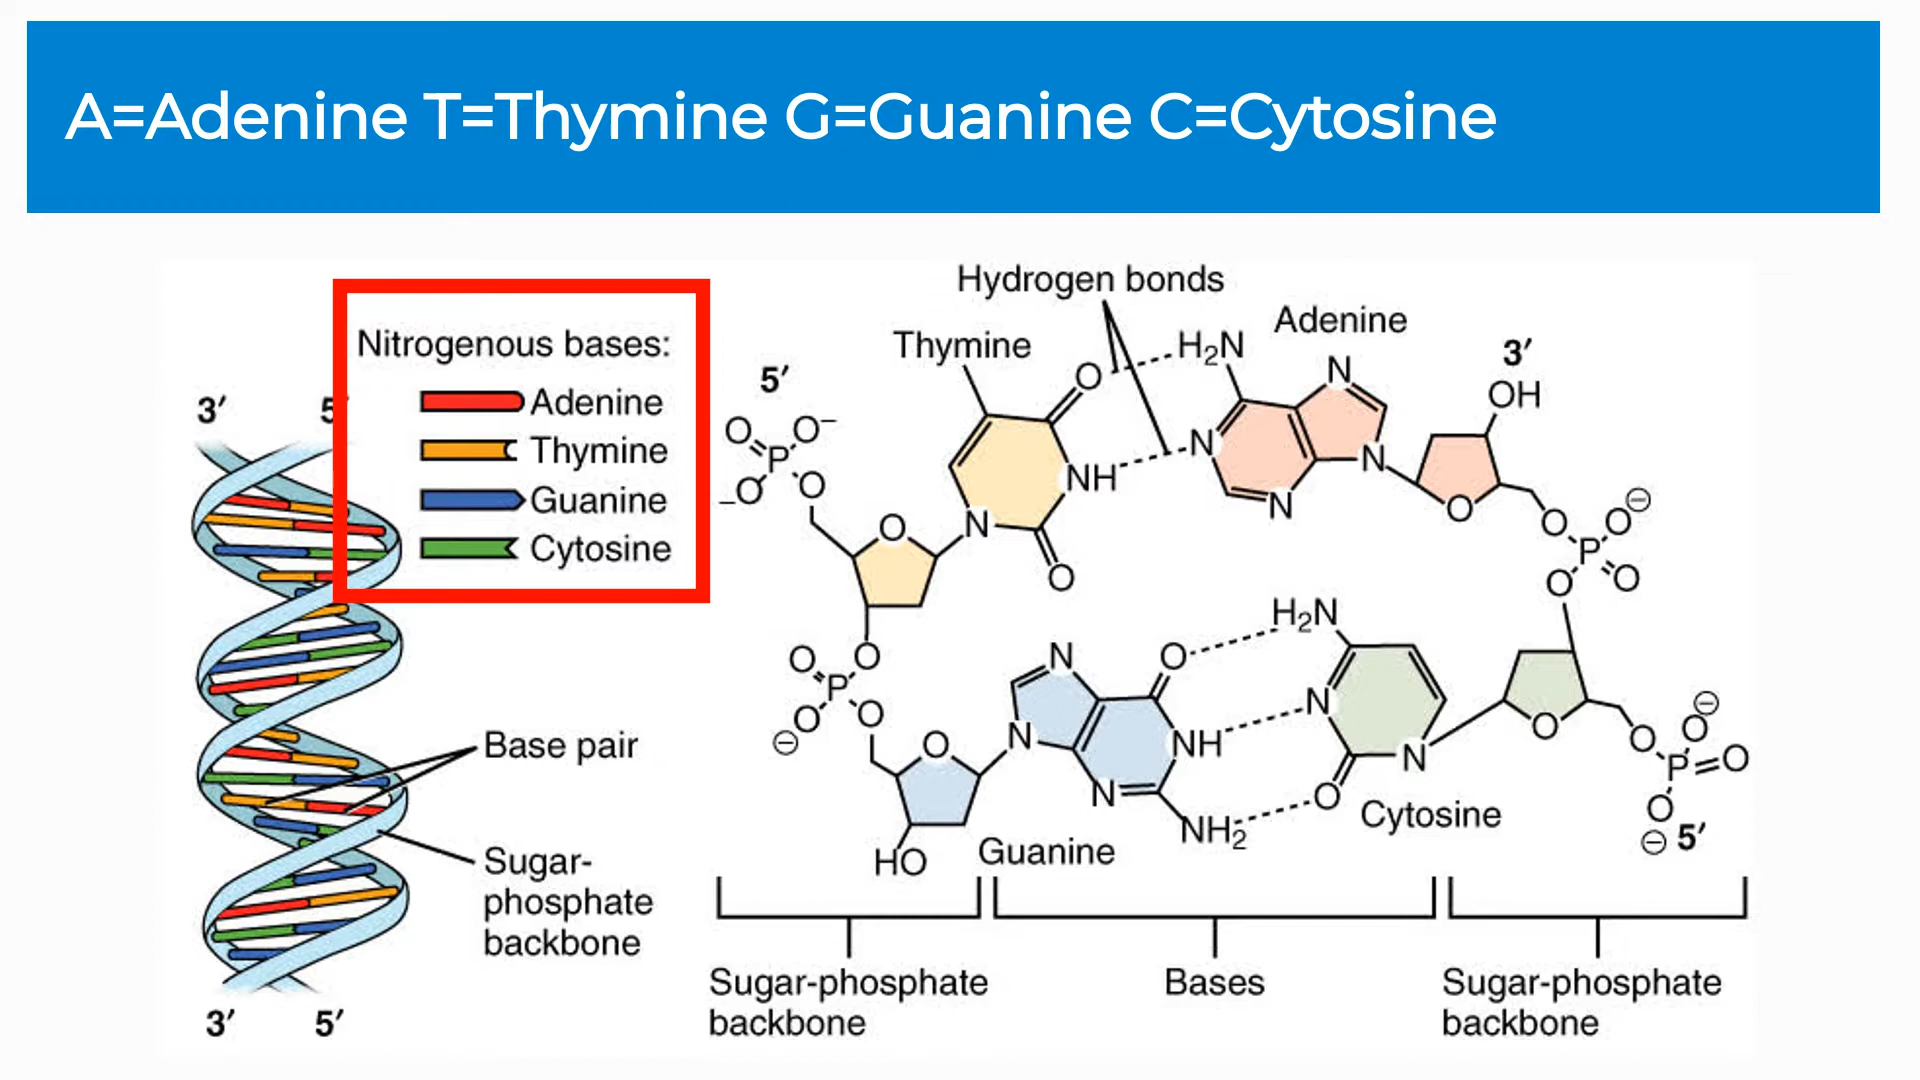 A=Adenine T=Thymine G=Guanine C=Cytosine
Nitrogenous bases:
Adenine
Thymine
Guanine
Cytosine
3′ 5′
Base pair
Sugar-
phosphate
backbone
3′ 5′
Hydrogen bonds
Thymine
Adenine
5′
3′
O
H₂N
N
OH
O
O⁻
P
⁻O
O
NH
N
N
N
N
O
O
O
O
O⊖
P
O
O
H₂N
O
N
O
O
P
O
⊖
O
N
O
NH
N
N
O
N
O
O
O⊖
P
O
O
⊖ 5′
NH₂
O
HO
Guanine
Cytosine
Sugar-phosphate
backbone
Bases
Sugar-phosphate
backbone